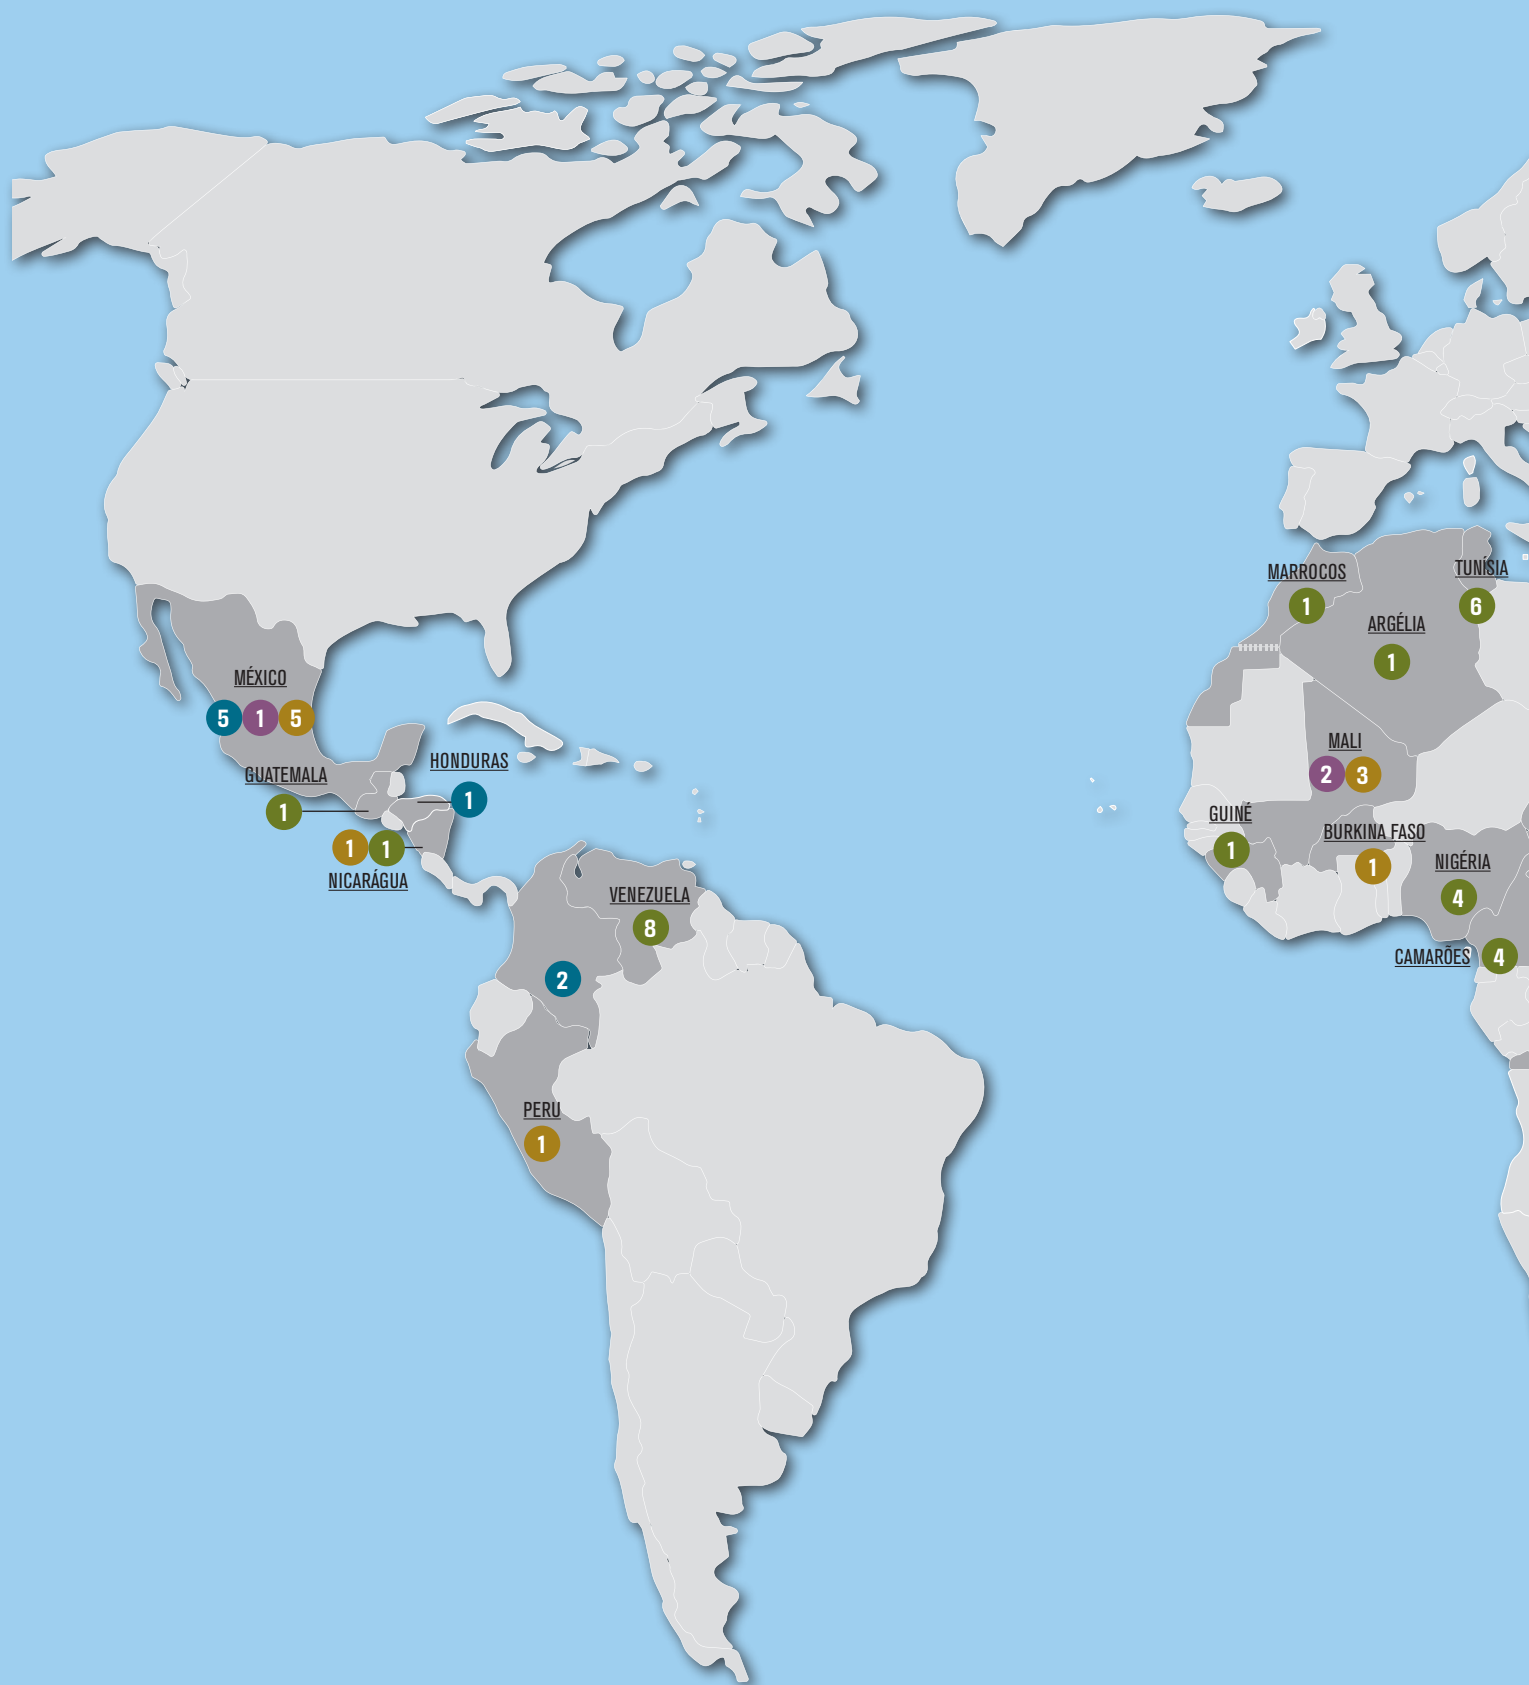 MARROCOS
1
TUNÍSIA
6
ARGÉLIA
1
MÉXICO
5 1 5
MALI
2 3
HONDURAS
1
GUATEMALA
1
GUINÉ
1
BURKINA FASO
1
1 1
NICARÁGUA
NIGÉRIA
4
VENEZUELA
8
CAMARÕES 4
2
PERU
1